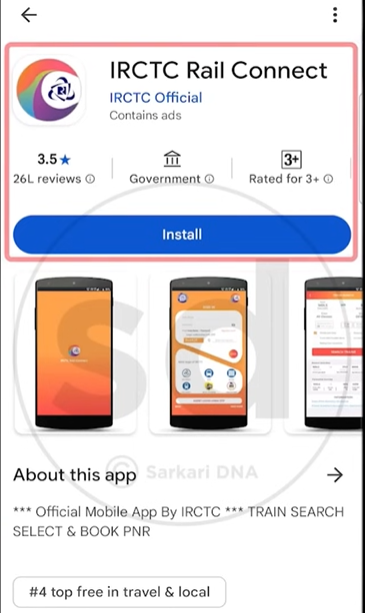 IRCTC Rail Connect
IRCTC Official
Contains ads
3.5★
26L reviews
Government
3+
Rated for 3+
Install
sd
About this app
© Sarkari DNA
*** Official Mobile App By IRCTC *** TRAIN SEARCH
SELECT & BOOK PNR
#4 top free in travel & local